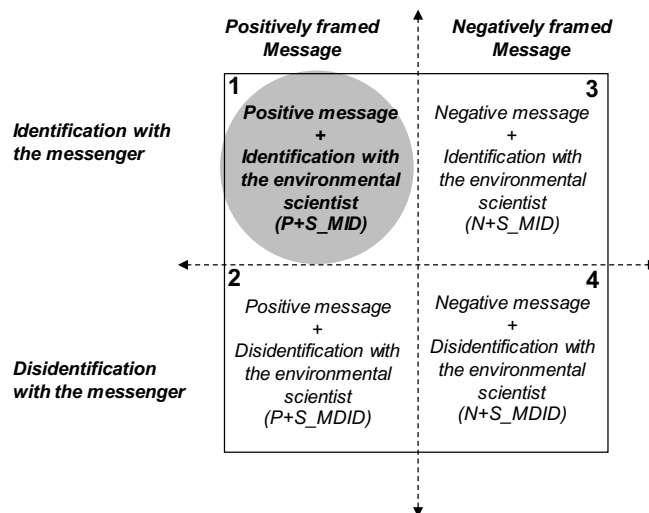 Positively framed
Message
Negatively framed
Message
Identification with
the messenger
1
Positive message
+
Identification with
the environmental
scientist
(P+S_MID)
3
Negative message
+
Identification with
the environmental
scientist
(N+S_MID)
Disidentification
with the messenger
2
Positive message
+
Disidentification with
the environmental
scientist
(P+S_MDID)
4
Negative message
+
Disidentification with
the environmental
scientist
(N+S_MDID)